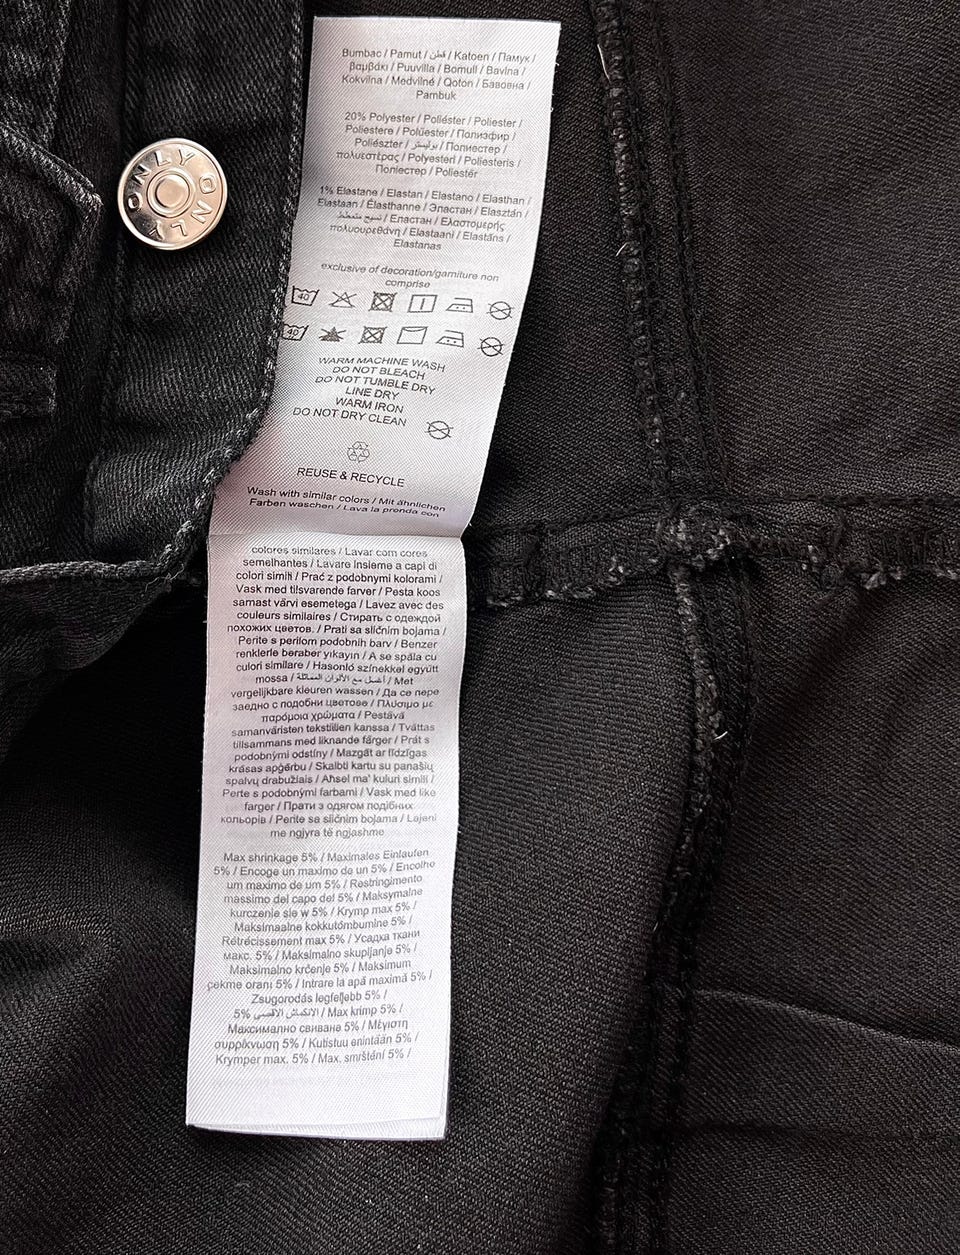 ONLY ONLY
Bumbac / Pamut / قطن / Katoen / Памук /
βαμβάκι / Puuvilla / Bomull / Bavlna /
Kokvilna / Medvilnė / Qoton / Бавовна /
Pambuk
20% Polyester / Poliéster / Poliester /
Poliestere / Polüester / Полиэфир /
Poliészter / بوليستر / Полиестер /
πολυεστέρας / Polyesteri / Poliesteris /
Поліестер / Poliestër
1% Elastane / Elastan / Elastano / Elasthan /
Elastaan / Élasthanne / Эластан / Elasztán /
نسيج متمغط / Еластан / Ελαστομερής
πολυουρεθάνη / Elastaani / Elastāns /
Elastanas
exclusive of decoration/garniture non
comprise
40
40
WARM MACHINE WASH
DO NOT BLEACH
DO NOT TUMBLE DRY
LINE DRY
WARM IRON
DO NOT DRY CLEAN
REUSE & RECYCLE
Wash with similar colors / Mit ähnlichen
Farben waschen / Lava la prenda con
colores similares / Lavar com cores
semelhantes / Lavare Insieme a capi di
colori simili / Prać z podobnymi kolorami /
Vask med tilsvarende farver / Pesta koos
samast värvi esemetega / Lavez avec des
couleurs similaires / Стирать с одеждой
похожих цветов. / Prati sa sličnim bojama /
Perite s perilom podobnih barv / Benzer
renklerle beraber yıkayın / A se spăla cu
culori similare / Hasonló színekkel együtt
mossa / أغسل مع الألوان المماثلة / Met
vergelijkbare kleuren wassen / Да се пере
заедно с подобни цветове / Πλύσιμο με
παρόμοια χρώματα / Pestävä
samanväristen tekstiilien kanssa / Tvättas
tillsammans med liknande färger / Prát s
podobnými odstíny / Mazgāt ar līdzīgas
krāsas apģērbu / Skalbti kartu su panašių
spalvų drabužiais / Aħsel ma' kuluri simili /
Perte s podobnými farbami / Vask med like
farger / Прати з одягом подібних
кольорів / Perite sa sličnim bojama / Lajeni
me ngjyra të ngjashme
Max shrinkage 5% / Maximales Einlaufen
5% / Encoge un maximo de un 5% / Encolhe
um maximo de um 5% / Restringimento
massimo del capo del 5% / Maksymalne
kurczenie sie w 5% / Krymp max 5% /
Maksimaalne kokkutõmbumine 5% /
Rétrécissement max 5% / Усадка ткани
макс. 5% / Maksimalno skupljanje 5% /
Maksimalno krčenje 5% / Maksimum
çekme oranı 5% / Intrare la apă maximă 5% /
Zsugorodás legfeljebb 5% /
5% الانكماش الاقصى / Max krimp 5% /
Максимално свиване 5% / Μέγιστη
συρρίκνωση 5% / Kutistuu enintään 5% /
Krymper max. 5% / Max. smrštění 5% /